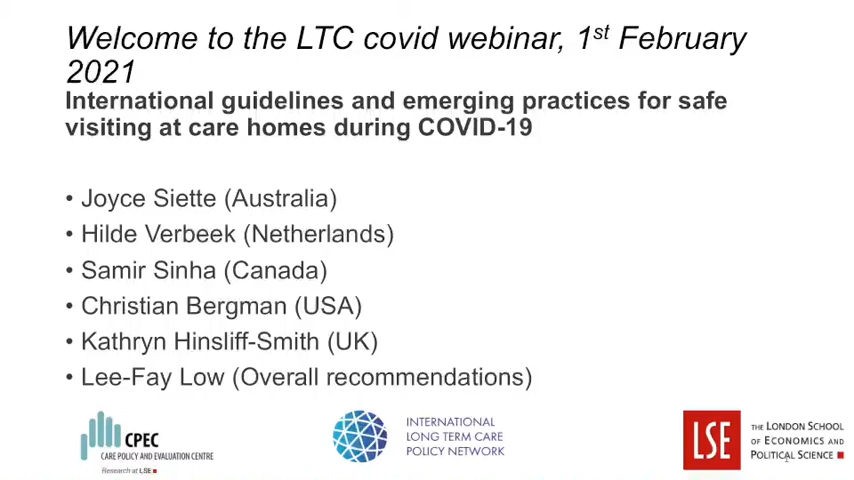 Welcome to the LTC covid webinar, 1st February
2021
International guidelines and emerging practices for safe
visiting at care homes during COVID-19
• Joyce Siette (Australia)
• Hilde Verbeek (Netherlands)
• Samir Sinha (Canada)
• Christian Bergman (USA)
• Kathryn Hinsliff-Smith (UK)
• Lee-Fay Low (Overall recommendations)
CPEC
CARE POLICY AND EVALUATION CENTRE
Research at LSE
INTERNATIONAL
LONG TERM CARE
POLICY NETWORK
LSE
THE LONDON SCHOOL
OF ECONOMICS AND
POLITICAL SCIENCE
1